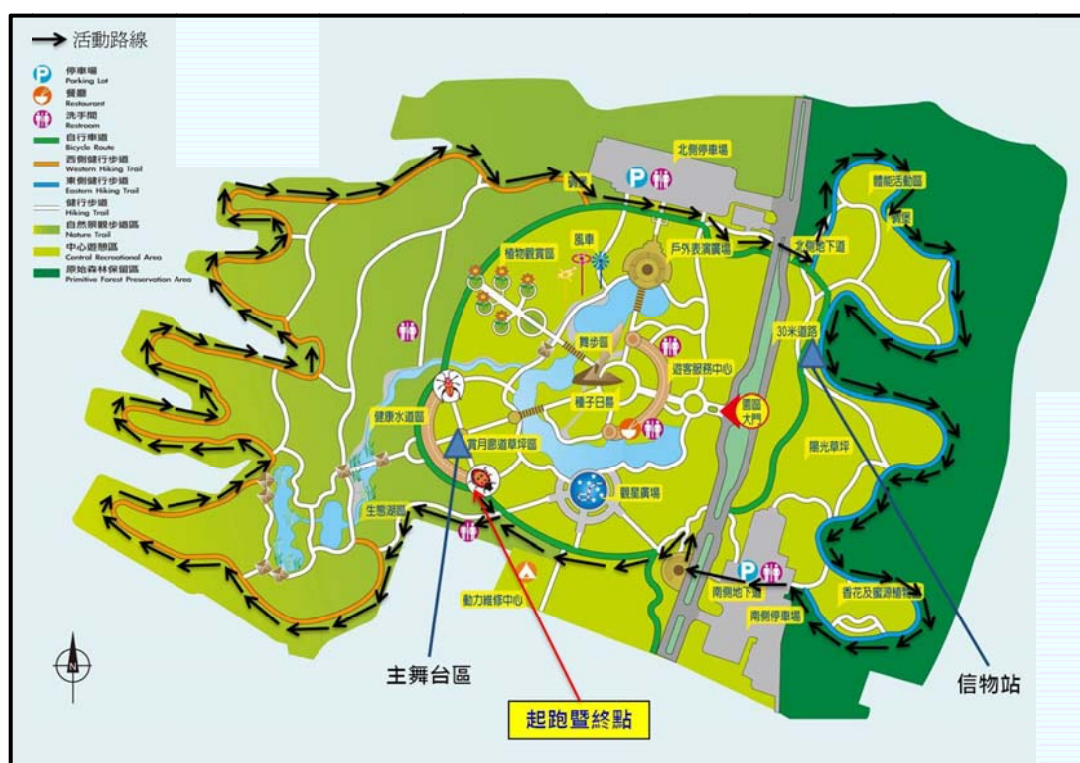 活動路線
停車場
Parking Lot
餐廳
Restaurant
洗手間
Restroom
自行車道
Bicycle Route
西側健行步道
Western Hiking Trail
東側健行步道
Eastern Hiking Trail
健行步道
Hiking Trail
自然景觀步道區
Nature Trail
中心遊憩區
Central Recreational Area
原始森林保留區
Primitive Forest Preservation Area
北側停車場
P
體能活動區
風車
戶外表演廣場
北側地下道
植物觀賞區
30米道路
舞步區
遊客服務中心
種子日晷
園區
大門
健康水道區
賞月廊道草坪區
陽光草坪
觀星廣場
生態湖區
P
動力維修中心
南側地下道
香花及蜜源植物
南側停車場
N
主舞台區
信物站
起跑暨終點